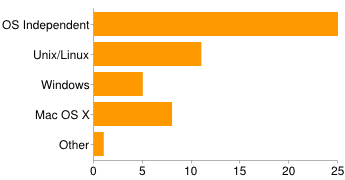 OS Independent
Unix/Linux
Windows
Mac OS X
Other
0 5 10 15 20 25